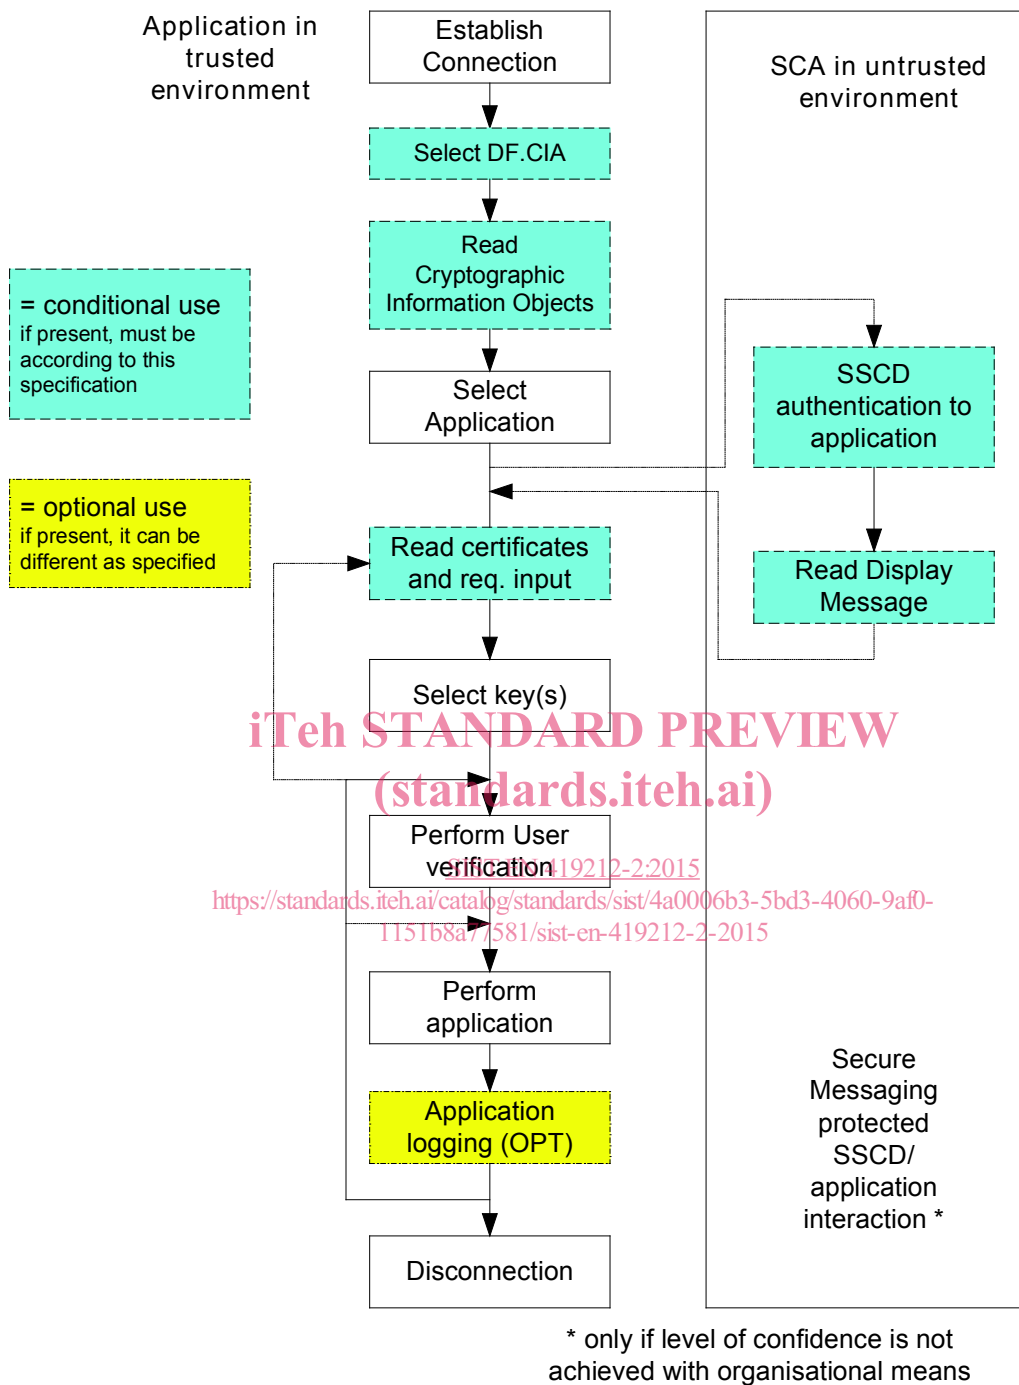 Application in
trusted
environment
Establish
Connection
SCA in untrusted
environment
Select DF.CIA
Read
Cryptographic
Information Objects
= conditional use
if present, must be
according to this
specification
Select
Application
SSCD
authentication to
application
= optional use
if present, it can be
different as specified
Read certificates
and req. input
Read Display
Message
Select key(s)
iTeh STANDARD PREVIEW
(standards.iteh.ai)
Perform User
verification
SIST EN 419212-2:2015
https://standards.iteh.ai/catalog/standards/sist/4a0006b3-5bd3-4060-9af0-
1151b8a77581/sist-en-419212-2-2015
Perform
application
Application
logging (OPT)
Secure
Messaging
protected
SSCD/
application
interaction *
Disconnection
* only if level of confidence is not
achieved with organisational means